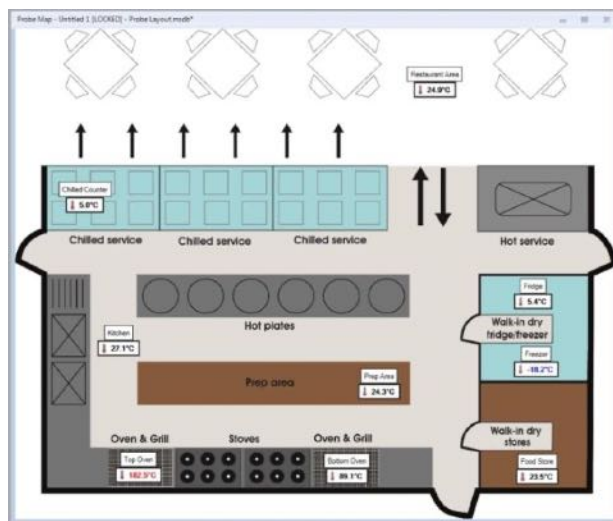 Probe Map - Untitled 1 [LOCKED] - Probe Layout.msdb*
Restaurant Area
24.9°C
Chilled Counter
5.0°C
Chilled service
Chilled service
Chilled service
Hot service
Fridge
5.4°C
Kitchen
27.1°C
Hot plates
Walk-in dry
fridge/freezer
Freezer
-18.2°C
Prep area
Prep Area
24.3°C
Oven & Grill
Stoves
Oven & Grill
Walk-in dry
stores
Top Oven
182.5°C
Bottom Oven
89.1°C
Food Store
23.5°C